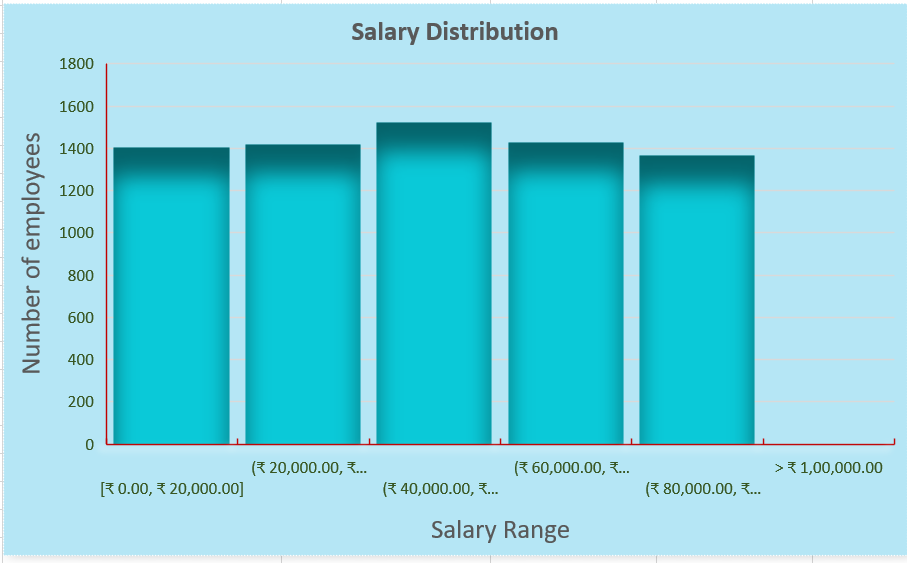 Salary Distribution
Number of employees
1800
1600
1400
1200
1000
800
600
400
200
0
[₹ 0.00, ₹ 20,000.00]
(₹ 20,000.00, ₹...
(₹ 40,000.00, ₹...
(₹ 60,000.00, ₹...
(₹ 80,000.00, ₹...
> ₹ 1,00,000.00
Salary Range